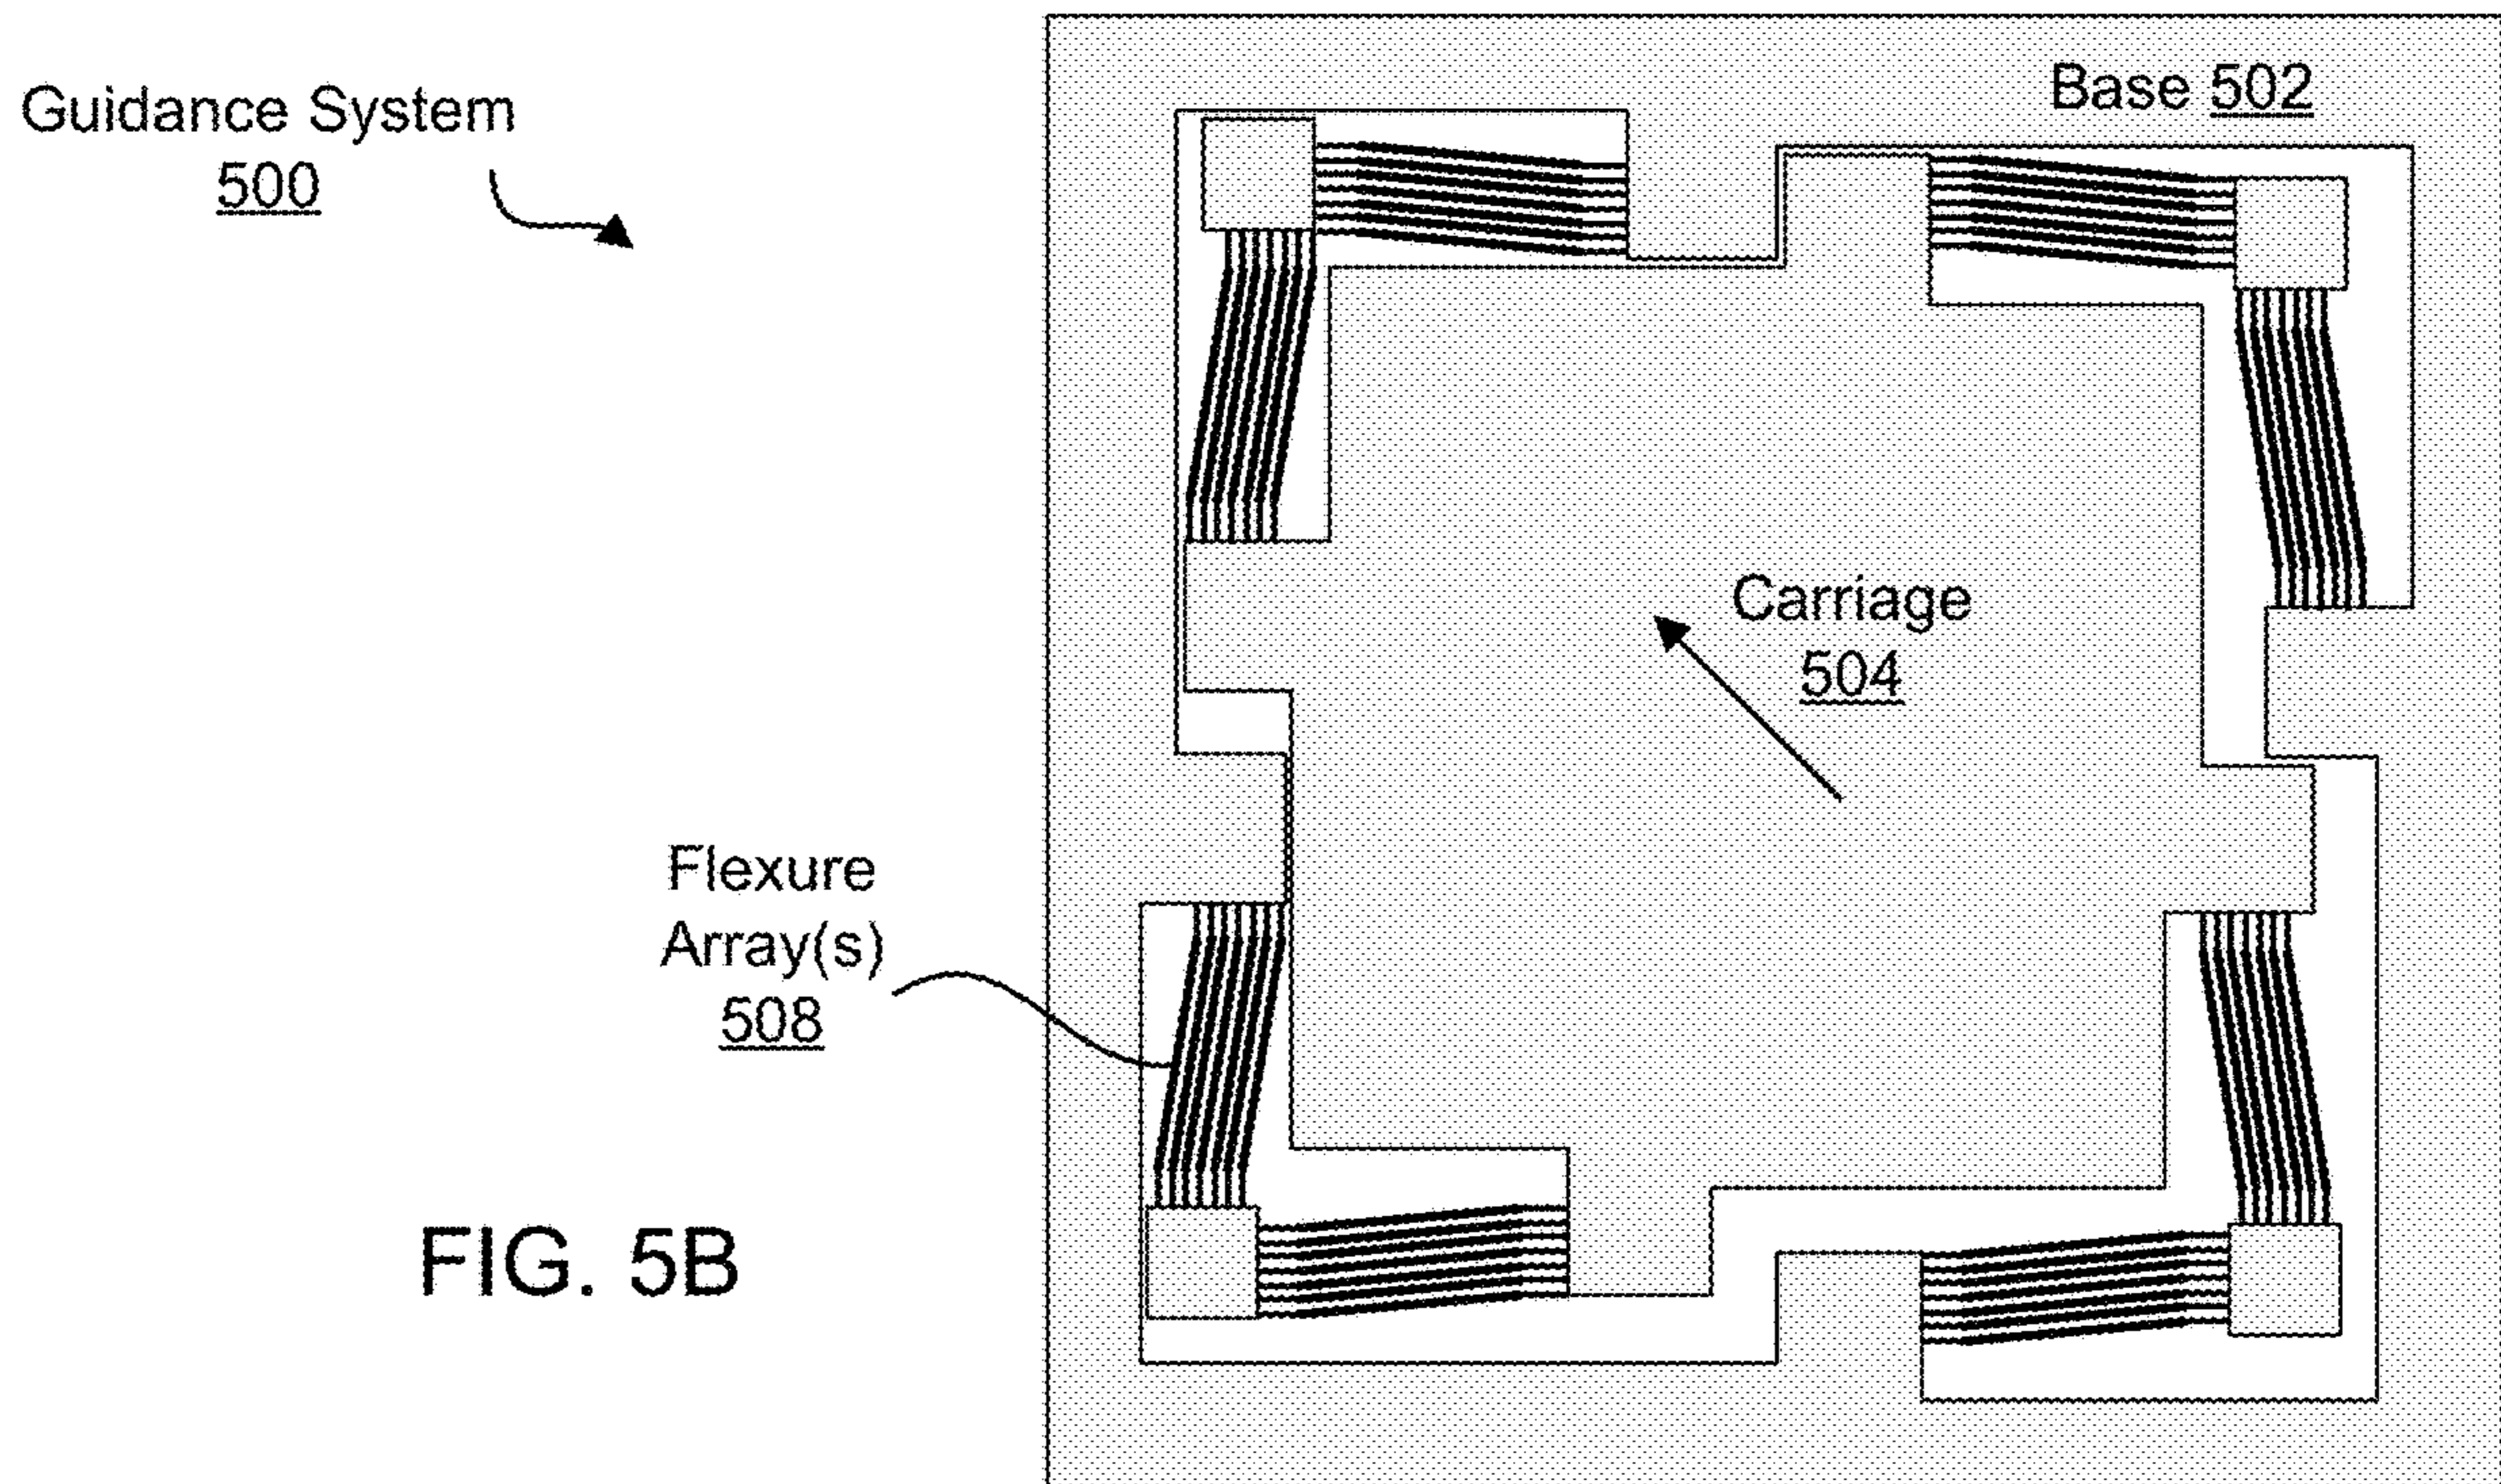 Guidance System
500
Base 502
Carriage
504
Flexure
Array(s)
508
FIG. 5B